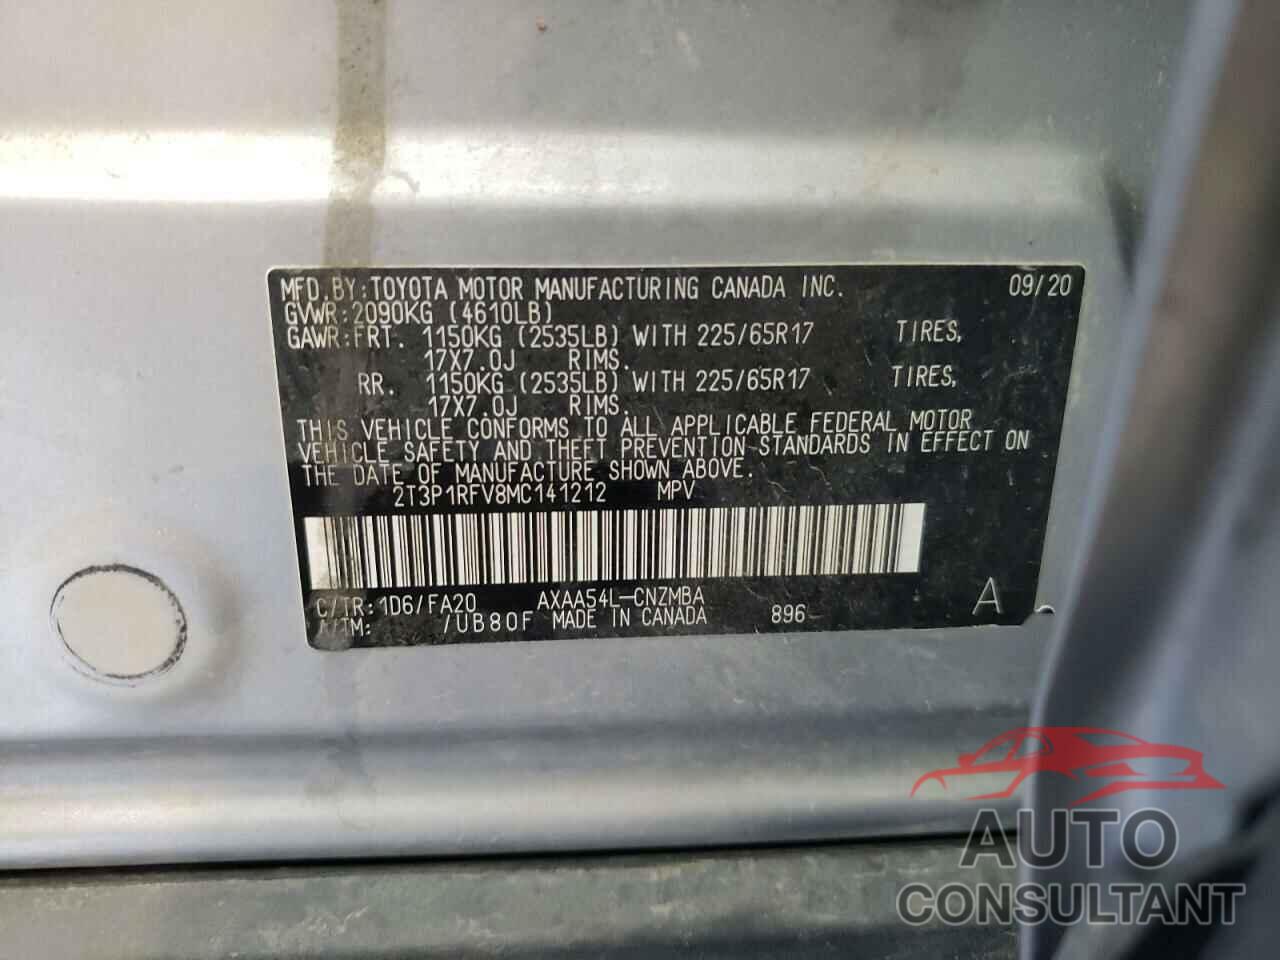 MFD.BY:TOYOTA MOTOR MANUFACTURING CANADA INC. 09/20
GVWR:2090KG (4610LB)
GAWR:FRT. 1150KG (2535LB) WITH 225/65R17 TIRES,
17X7.0J RIMS.
RR. 1150KG (2535LB) WITH 225/65R17 TIRES,
17X7.0J RIMS.
THIS VEHICLE CONFORMS TO ALL APPLICABLE FEDERAL MOTOR
VEHICLE SAFETY AND THEFT PREVENTION STANDARDS IN EFFECT ON
THE DATE OF MANUFACTURE SHOWN ABOVE.
2T3P1RFV8MC141212 MPV
C/TR:1D6/FA20 AXAA54L-CNZMBA A
/UB80F MADE IN CANADA 896
AUTO
CONSULTANT